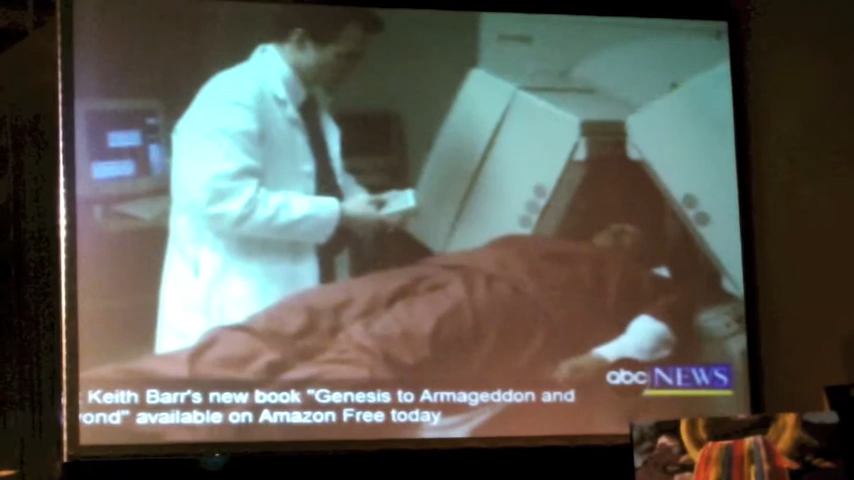 abc NEWS
Keith Barr's new book "Genesis to Armageddon and
yond" available on Amazon Free today